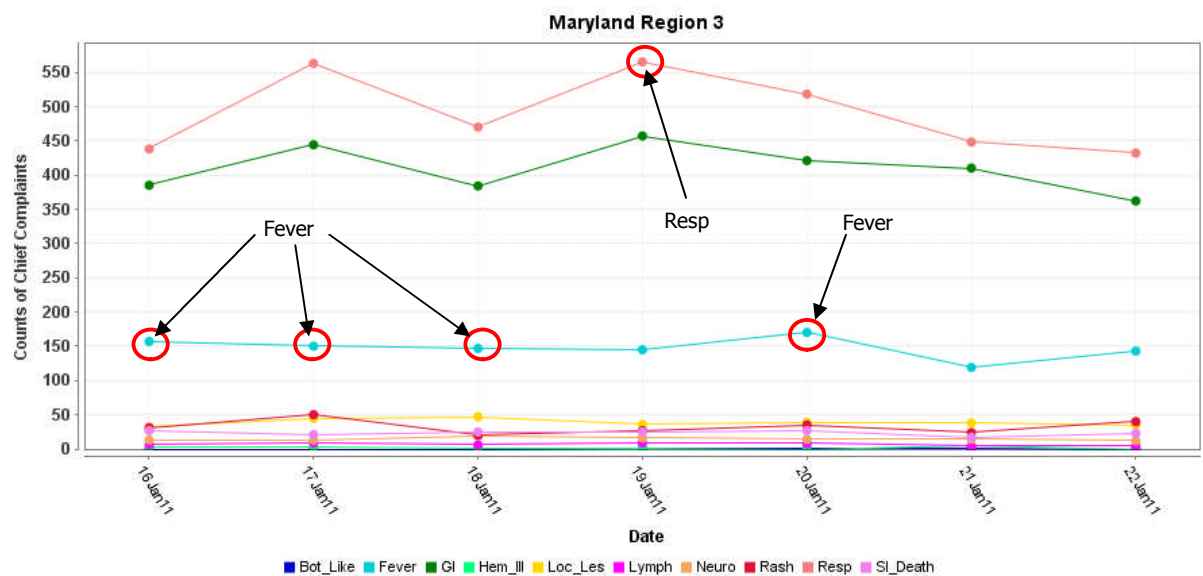 Maryland Region 3
Counts of Chief Complaints
550
500
450
400
350
300
250
200
150
100
50
0
Fever
Resp
Fever
16Jan11
17Jan11
18Jan11
19Jan11
20Jan11
21Jan11
22Jan11
Date
Bot_Like Fever GI Hem_Ill Loc_Les Lymph Neuro Rash Resp SI_Death